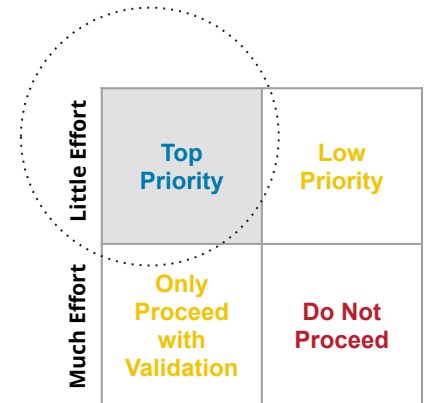 Little Effort
Top
Priority
Low
Priority
Much Effort
Only
Proceed
with
Validation
Do Not
Proceed